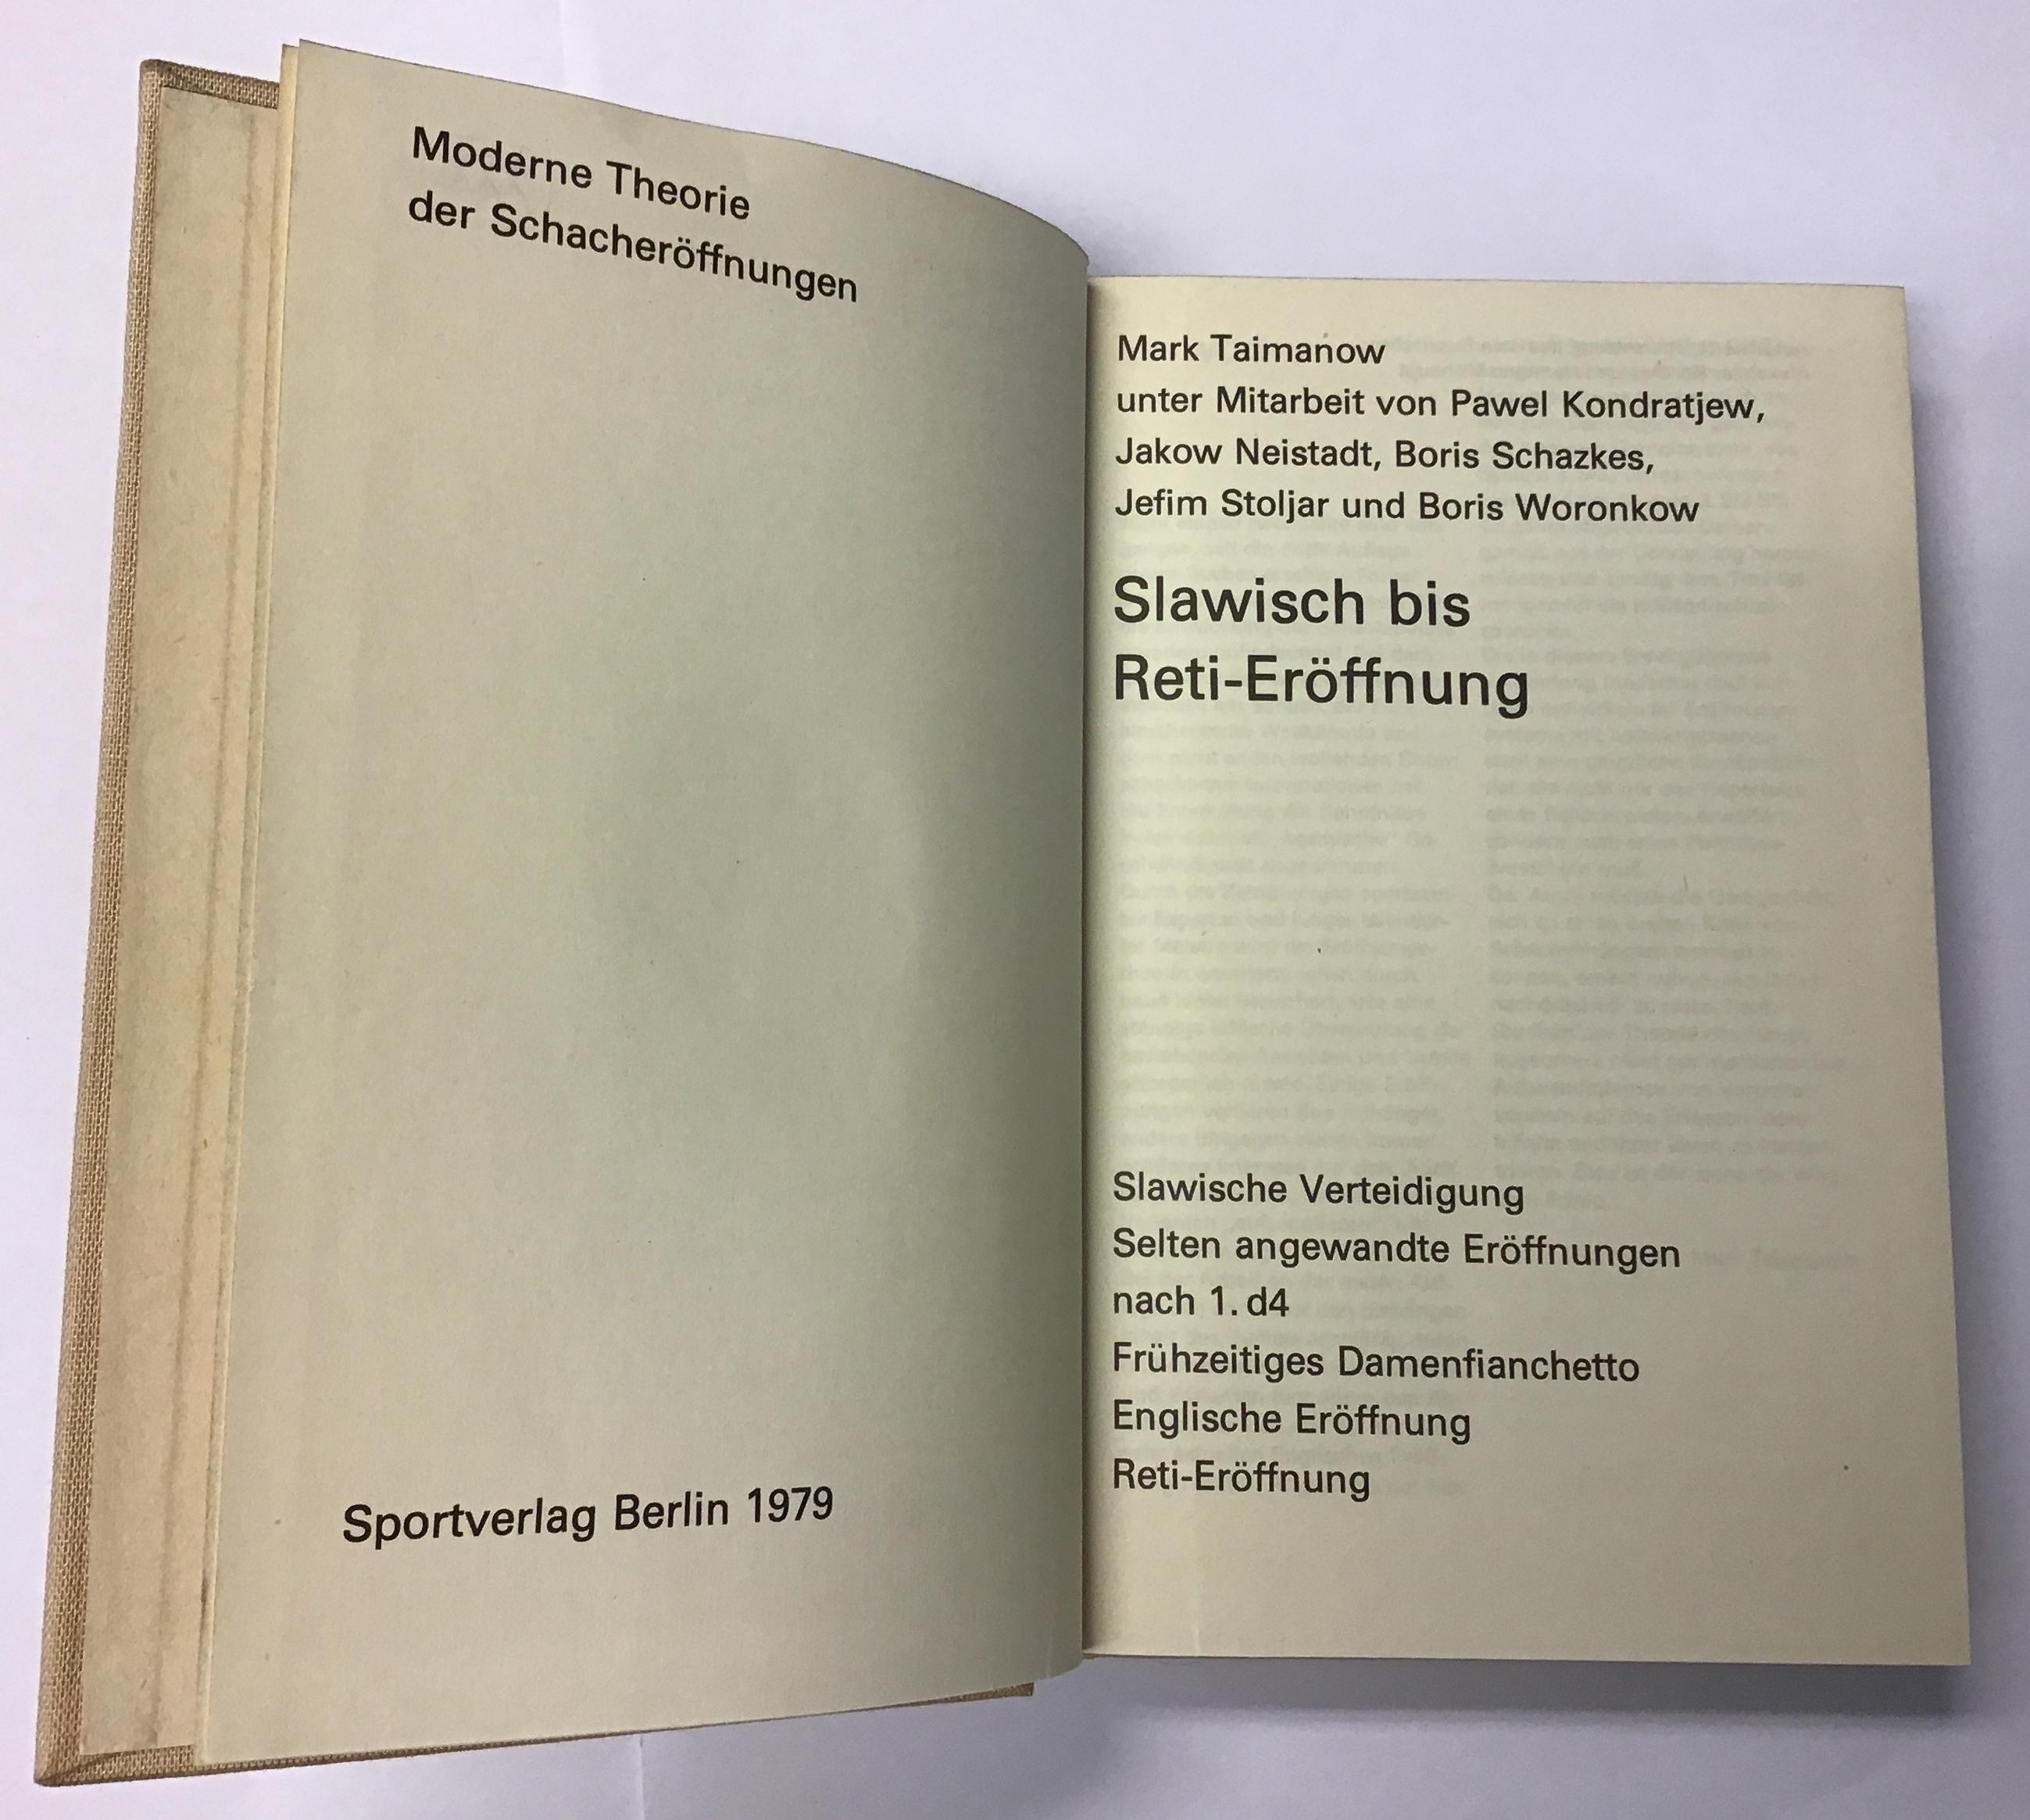 Moderne Theorie
der Schacheröffnungen
Sportverlag Berlin 1979
Mark Taimanow
unter Mitarbeit von Pawel Kondratjew,
Jakow Neistadt, Boris Schazkes,
Jefim Stoljar und Boris Woronkow
Slawisch bis
Reti-Eröffnung
Slawische Verteidigung
Selten angewandte Eröffnungen
nach 1. d4
Frühzeitiges Damenfianchetto
Englische Eröffnung
Reti-Eröffnung